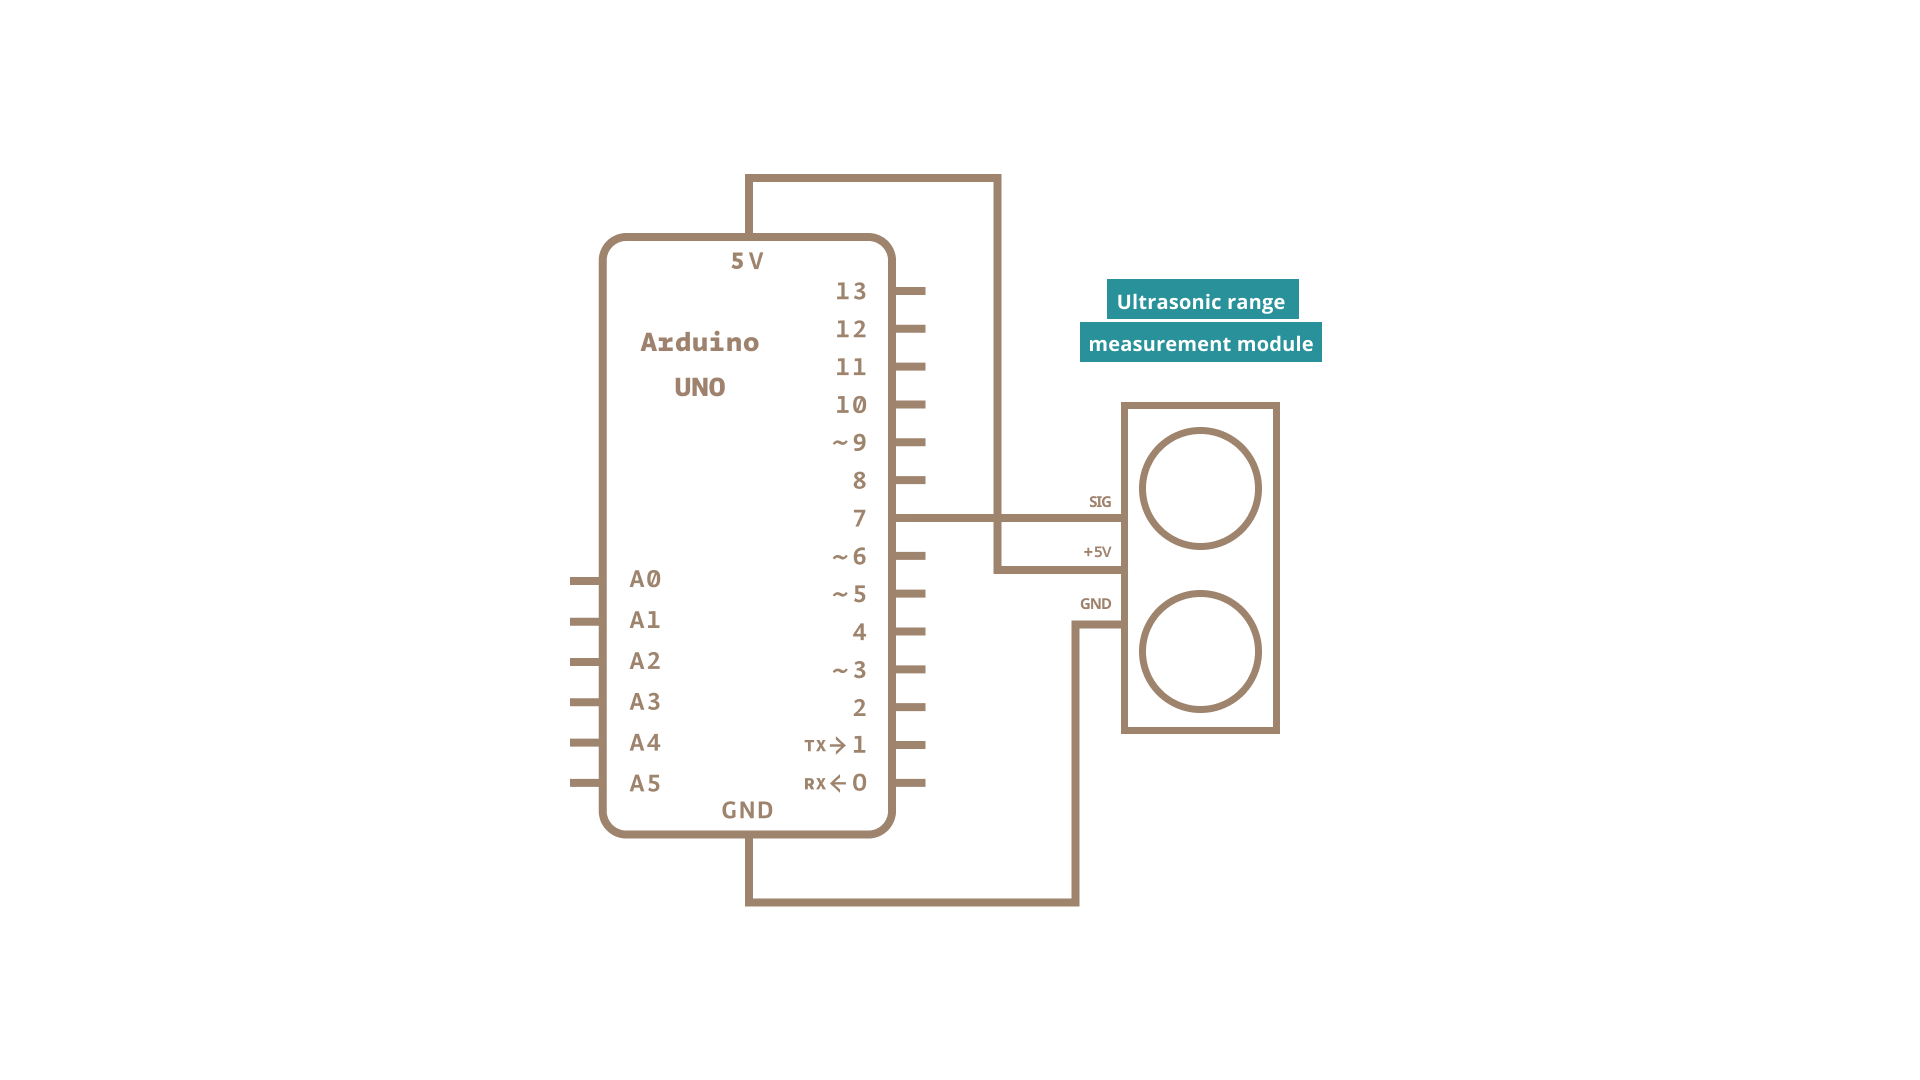 5V
Arduino
UNO
13
12
11
10
~9
8
7
~6
~5
4
~3
2
TX→1
RX←0
A0
A1
A2
A3
A4
A5
GND
Ultrasonic range
measurement module
SIG
+5V
GND